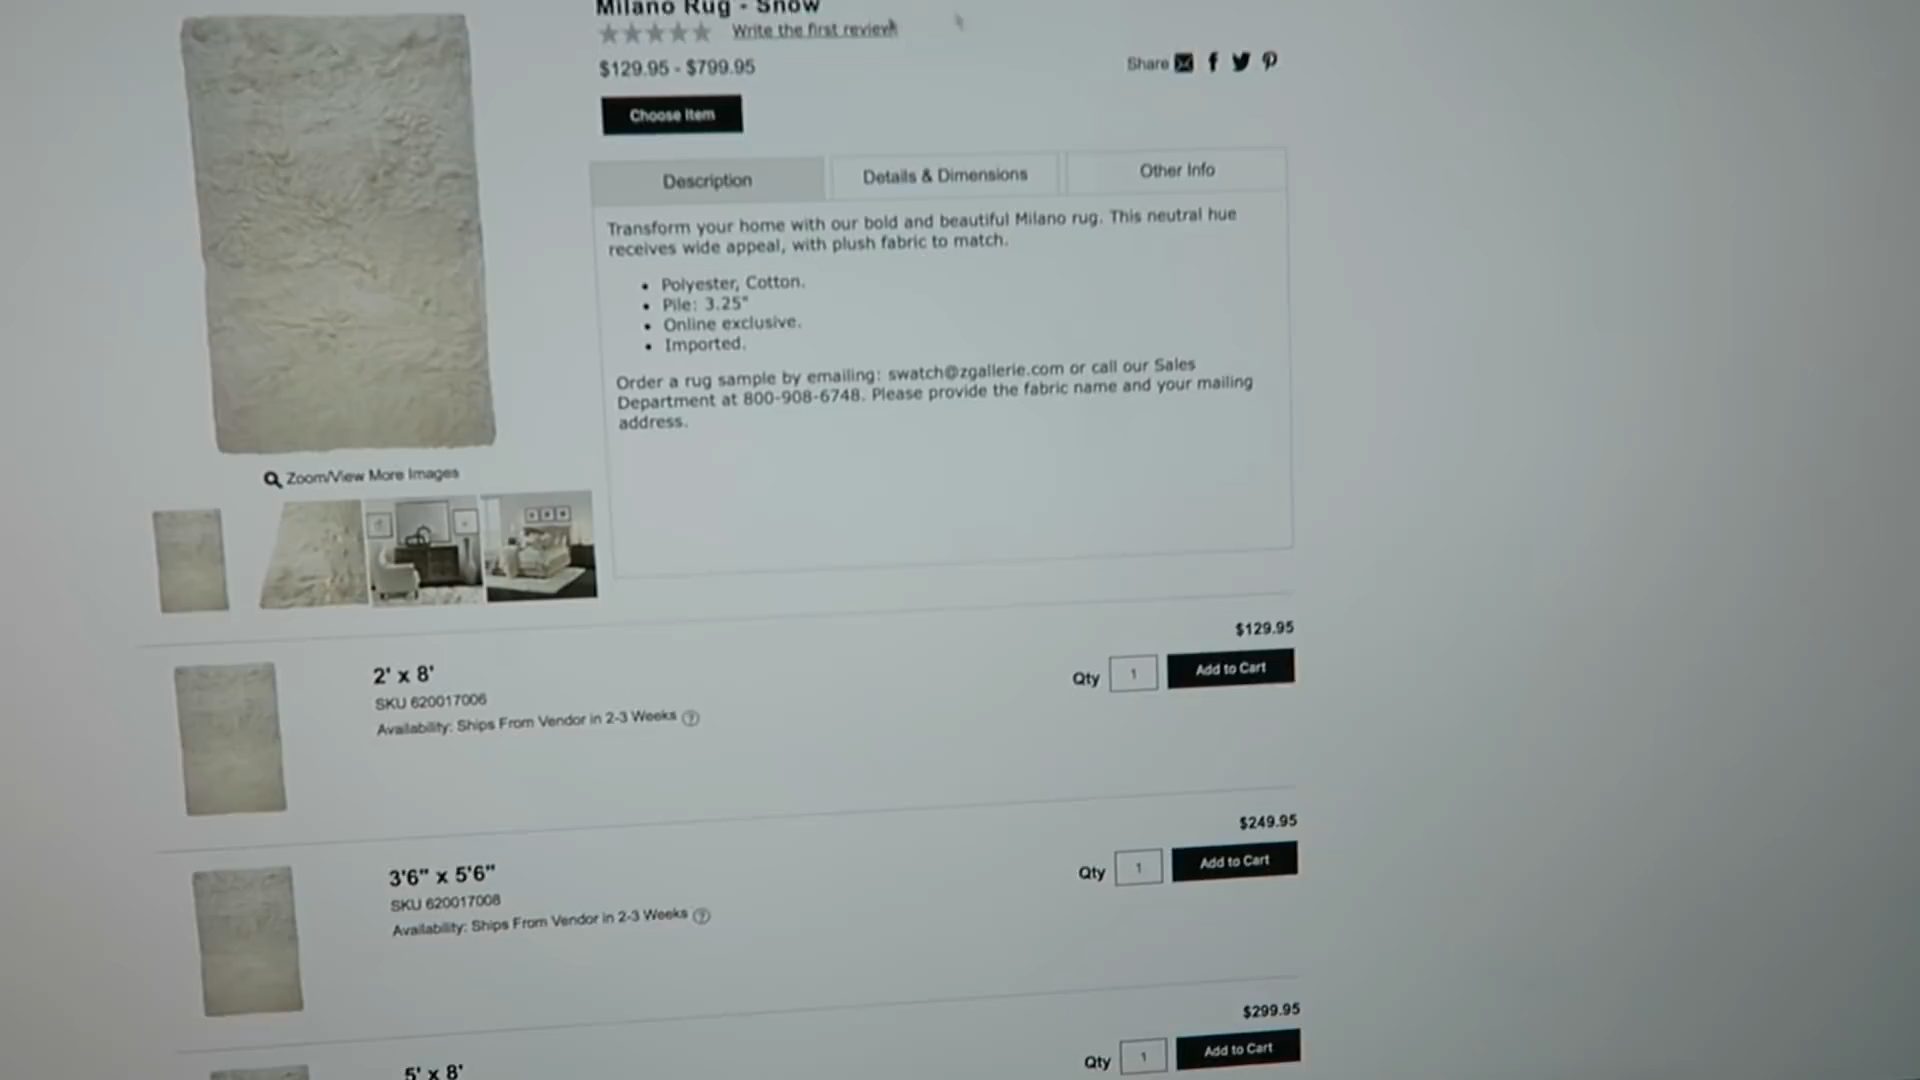 Milano Rug - Snow
Write the first review
$129.95 - $799.95
Share
Choose Item
Description
Details & Dimensions
Other Info
Transform your home with our bold and beautiful Milano rug. This neutral hue
receives wide appeal, with plush fabric to match.
• Polyester, Cotton.
• Pile: 3.25"
• Online exclusive.
• Imported.
Order a rug sample by emailing: swatch@zgallerie.com or call our Sales
Department at 800-908-6748. Please provide the fabric name and your mailing
address.
Zoom/View More Images
$129.95
2' x 8'
Qty 1 Add to Cart
SKU 620017006
Availability: Ships From Vendor in 2-3 Weeks ?
$249.95
3'6" x 5'6"
Qty 1 Add to Cart
SKU 620017008
Availability: Ships From Vendor in 2-3 Weeks ?
$299.95
Qty 1 Add to Cart
5' x 8'